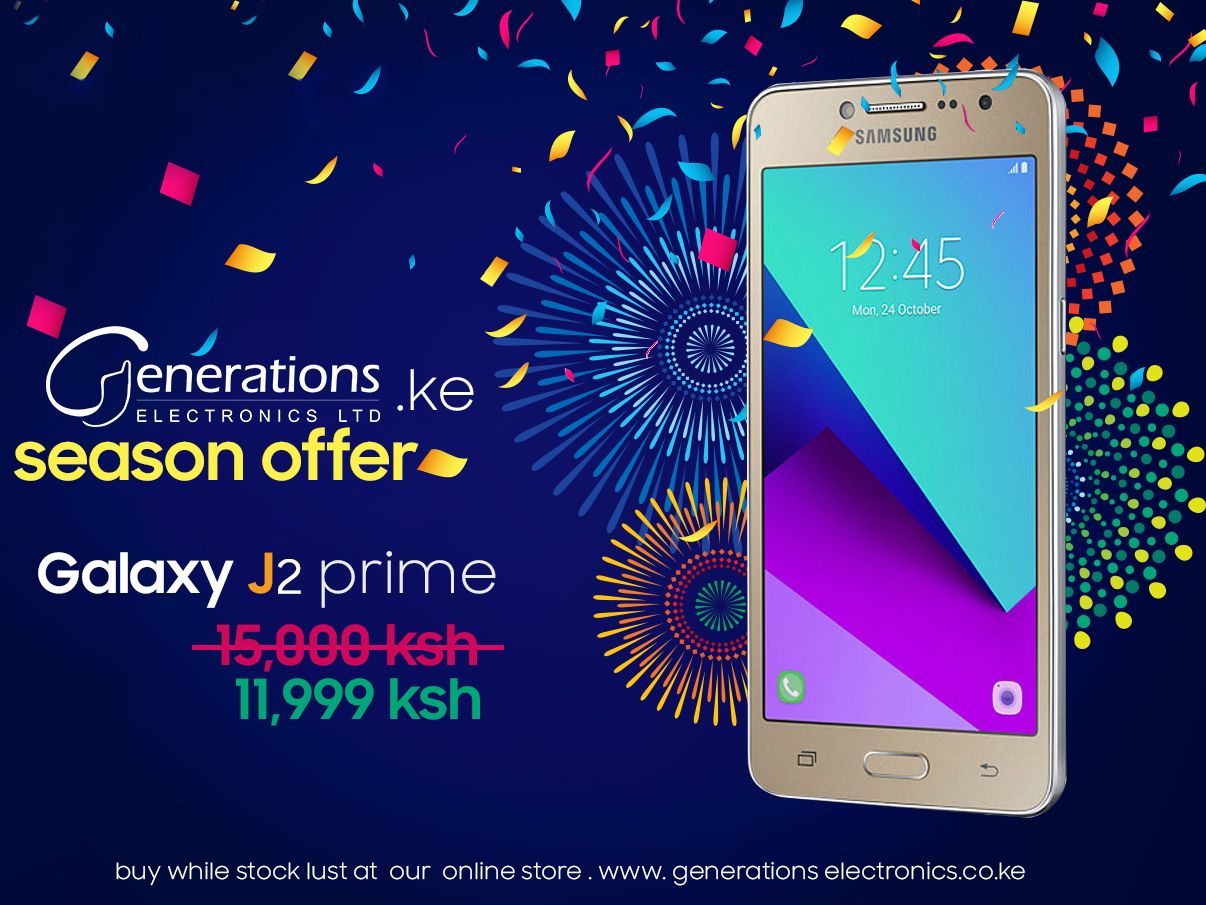 Generations
ELECTRONICS LTD .ke
season offer
Galaxy J2 prime
15,000 ksh
11,999 ksh
SAMSUNG
12:45
Mon, 24 October
buy while stock lust at our online store . www. generations electronics.co.ke